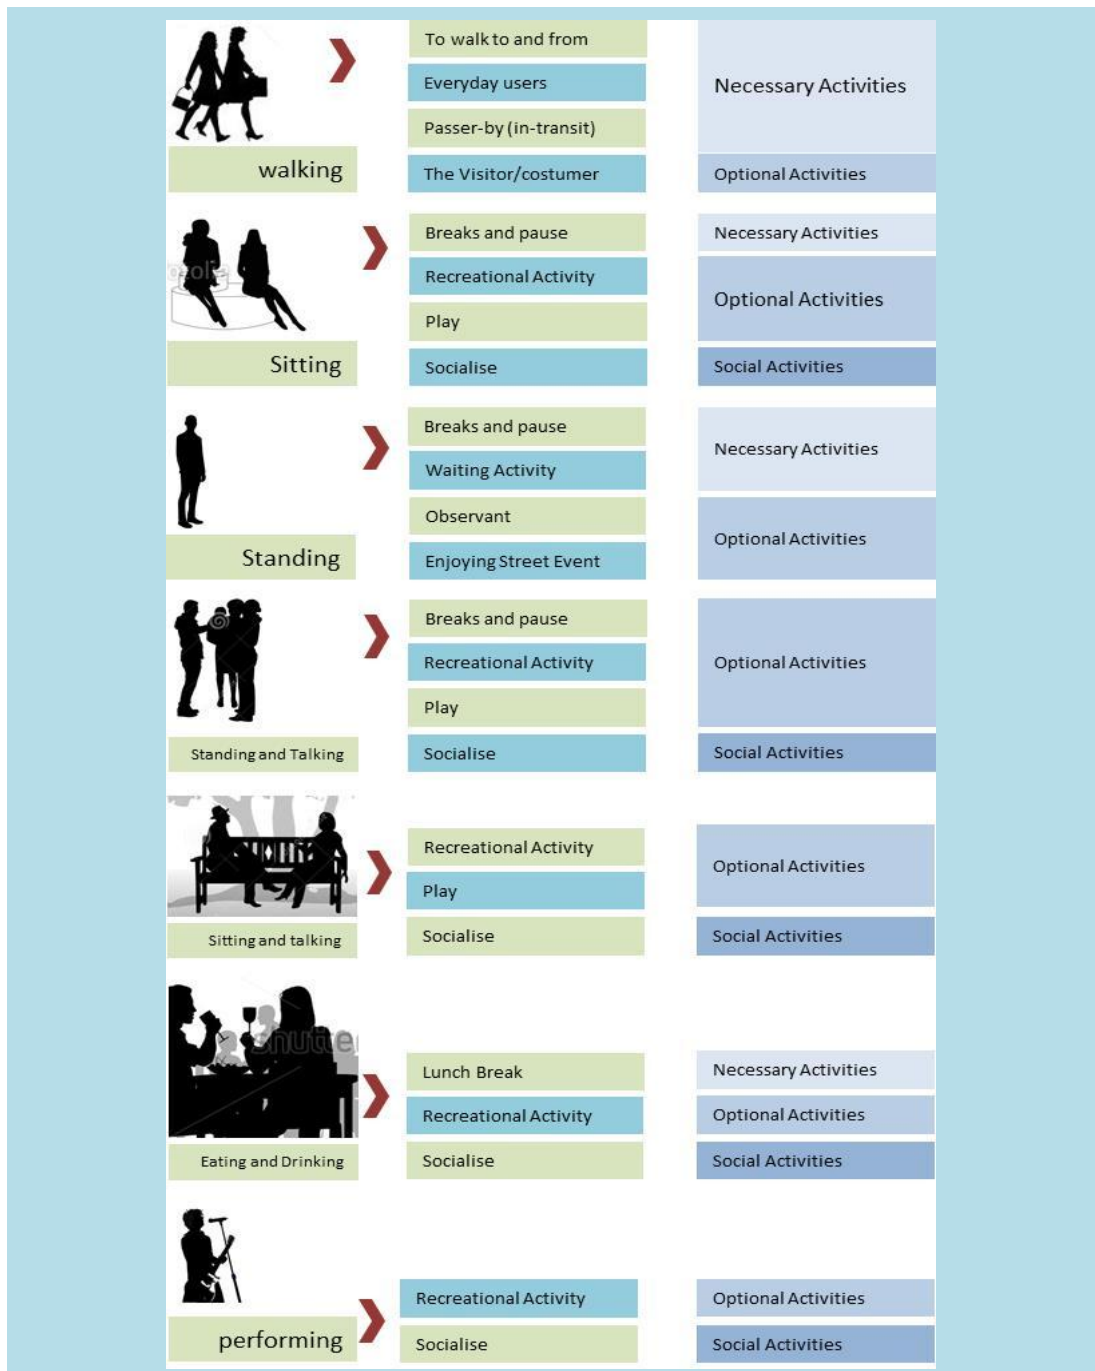 To walk to and from
Everyday users
Passer-by (in-transit)
The Visitor/costumer
walking
Necessary Activities
Optional Activities
Breaks and pause
Recreational Activity
Play
Socialise
Sitting
Necessary Activities
Optional Activities
Social Activities
Breaks and pause
Waiting Activity
Observant
Enjoying Street Event
Standing
Necessary Activities
Optional Activities
Breaks and pause
Recreational Activity
Play
Socialise
Standing and Talking
Optional Activities
Social Activities
Recreational Activity
Play
Socialise
Sitting and talking
Optional Activities
Social Activities
shutte
Lunch Break
Recreational Activity
Socialise
Eating and Drinking
Necessary Activities
Optional Activities
Social Activities
Recreational Activity
Socialise
performing
Optional Activities
Social Activities